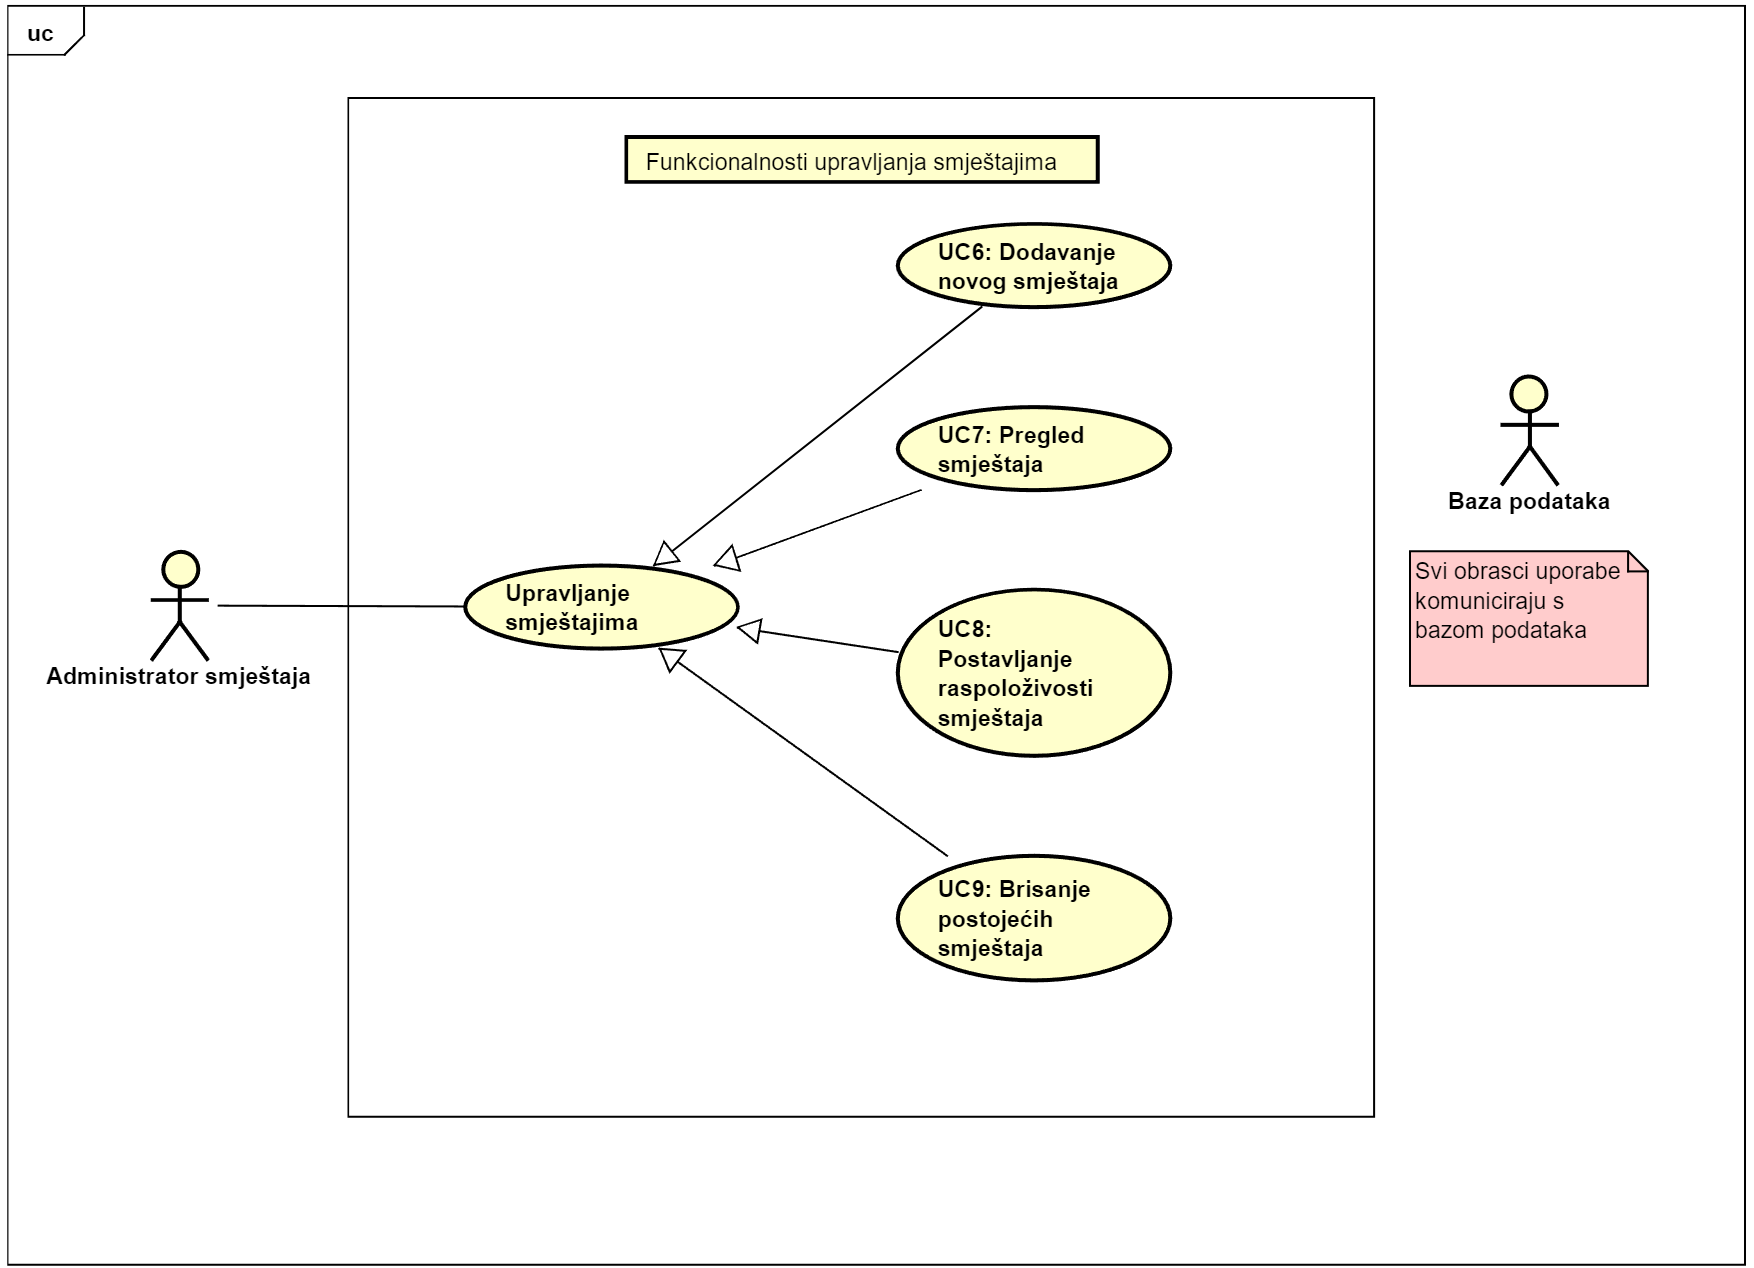 uc
Funkcionalnosti upravljanja smještajima
UC6: Dodavanje
novog smještaja
UC7: Pregled
smještaja
Baza podataka
Svi obrasci uporabe
komuniciraju s
bazom podataka
Upravljanje
smještajima
Administrator smještaja
UC8:
Postavljanje
raspoloživosti
smještaja
UC9: Brisanje
postojećih
smještaja